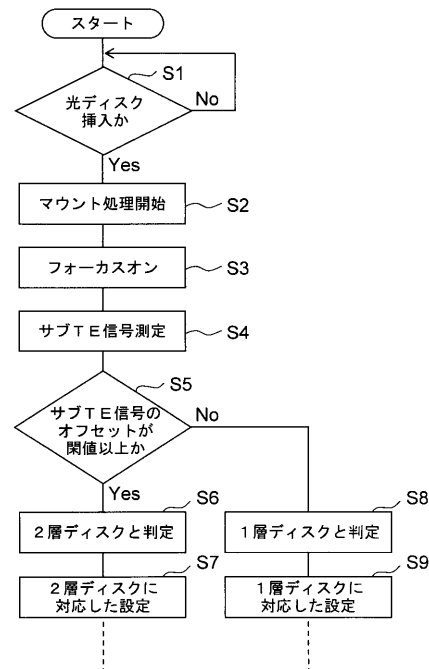 スタート
S1
光ディスク
挿入か
No
Yes
マウント処理開始
S2
フォーカスオン
S3
サブTE信号測定
S4
S5
サブTE信号の
オフセットが
閾値以上か
No
Yes
S6
2層ディスクと判定
S8
1層ディスクと判定
S7
2層ディスクに
対応した設定
S9
1層ディスクに
対応した設定